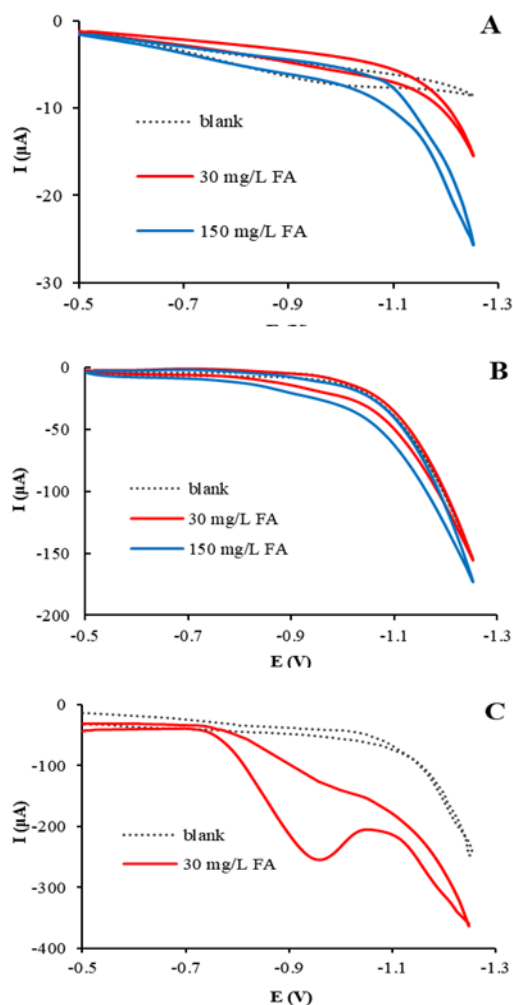 A
0
-10
-20
-30
I (µA)
blank
30 mg/L FA
150 mg/L FA
-0.5
-0.7
-0.9
-1.1
-1.3
B
0
-50
-100
-150
-200
I (µA)
blank
30 mg/L FA
150 mg/L FA
-0.5
-0.7
-0.9
-1.1
-1.3
E (V)
C
0
-100
-200
-300
-400
I (µA)
blank
30 mg/L FA
-0.5
-0.7
-0.9
-1.1
-1.3
E (V)